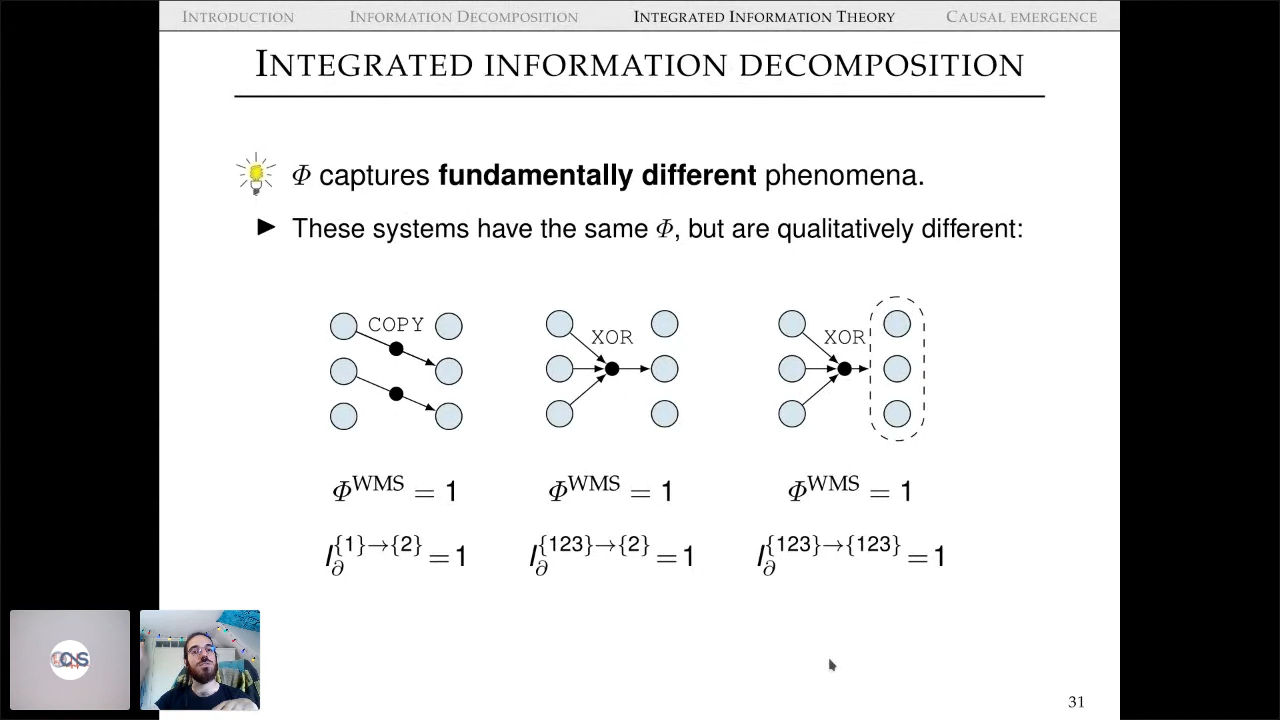 INTRODUCTION INFORMATION DECOMPOSITION INTEGRATED INFORMATION THEORY CAUSAL EMERGENCE
INTEGRATED INFORMATION DECOMPOSITION
Φ captures fundamentally different phenomena.
▶ These systems have the same Φ, but are qualitatively different:
COPY XOR XOR
Φ^WMS = 1 Φ^WMS = 1 Φ^WMS = 1
I_∂^{1}→{2} = 1 I_∂^{123}→{2} = 1 I_∂^{123}→{123} = 1
31